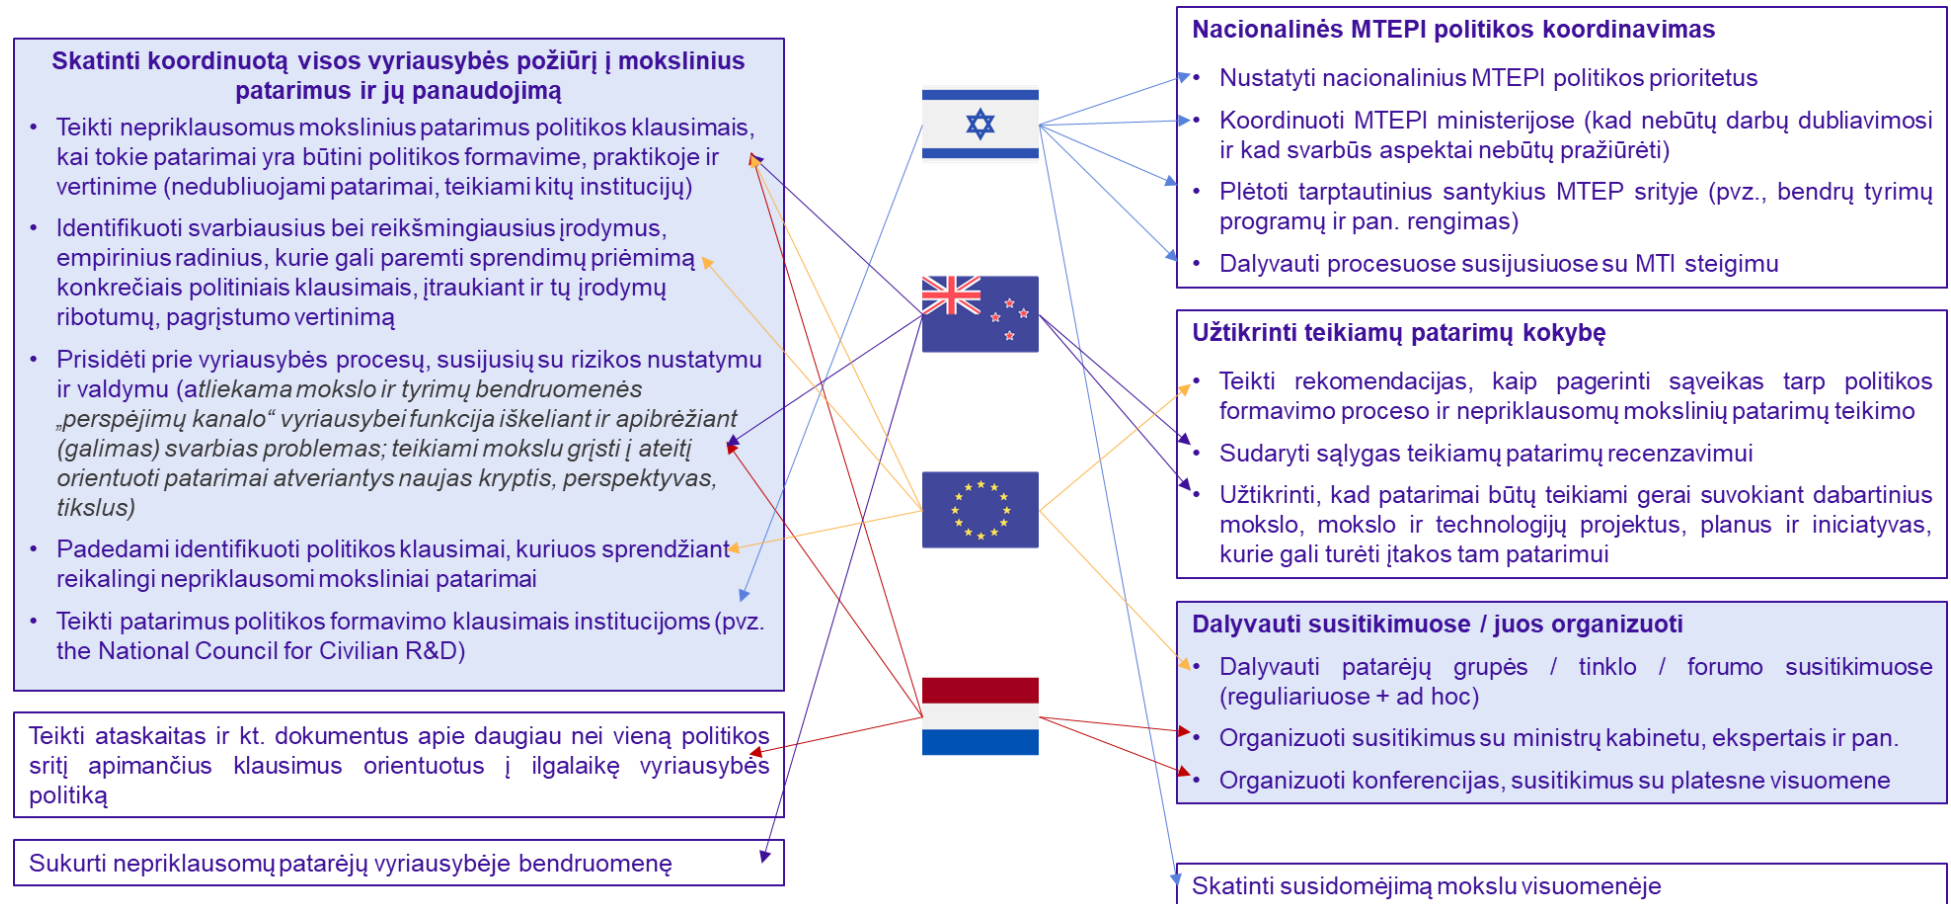 Skatinti koordinuotą visos vyriausybės požiūrį į mokslinius
patarimus ir jų panaudojimą
• Teikti nepriklausomus mokslinius patarimus politikos klausimais,
kai tokie patarimai yra būtini politikos formavime, praktikoje ir
vertinime (nedubliuojami patarimai, teikiami kitų institucijų)
• Identifikuoti svarbiausius bei reikšmingiausius įrodymus,
empirinius radinius, kurie gali paremti sprendimų priėmimą
konkrečiais politiniais klausimais, įtraukiant ir tų įrodymų
ribotumų, pagrįstumo vertinimą
• Prisidėti prie vyriausybės procesų, susijusių su rizikos nustatymu
ir valdymu (atliekama mokslo ir tyrimų bendruomenės
„perspėjimų kanalo“ vyriausybei funkcija iškeliant ir apibrėžiant
(galimas) svarbias problemas; teikiami mokslu grįsti į ateitį
orientuoti patarimai atveriantys naujas kryptis, perspektyvas,
tikslus)
• Padedami identifikuoti politikos klausimai, kuriuos sprendžiant
reikalingi nepriklausomi moksliniai patarimai
• Teikti patarimus politikos formavimo klausimais institucijoms (pvz.
the National Council for Civilian R&D)
Teikti ataskaitas ir kt. dokumentus apie daugiau nei vieną politikos
sritį apimančius klausimus orientuotus į ilgalaikę vyriausybės
politiką
Sukurti nepriklausomų patarėjų vyriausybėje bendruomenę
Nacionalinės MTEPI politikos koordinavimas
• Nustatyti nacionalinius MTEPI politikos prioritetus
• Koordinuoti MTEPI ministerijose (kad nebūtų darbų dubliavimosi
ir kad svarbūs aspektai nebūtų pražiūrėti)
• Plėtoti tarptautinius santykius MTEP srityje (pvz., bendrų tyrimų
programų ir pan. rengimas)
• Dalyvauti procesuose susijusiuose su MTI steigimu
Užtikrinti teikiamų patarimų kokybę
• Teikti rekomendacijas, kaip pagerinti sąveikas tarp politikos
formavimo proceso ir nepriklausomų mokslinių patarimų teikimo
• Sudaryti sąlygas teikiamų patarimų recenzavimui
• Užtikrinti, kad patarimai būtų teikiami gerai suvokiant dabartinius
mokslo, mokslo ir technologijų projektus, planus ir iniciatyvas,
kurie gali turėti įtakos tam patarimui
Dalyvauti susitikimuose / juos organizuoti
• Dalyvauti patarėjų grupės / tinklo / forumo susitikimuose
(reguliariuose + ad hoc)
• Organizuoti susitikimus su ministrų kabinetu, ekspertais ir pan.
• Organizuoti konferencijas, susitikimus su platesne visuomene
Skatinti susidomėjimą mokslu visuomenėje